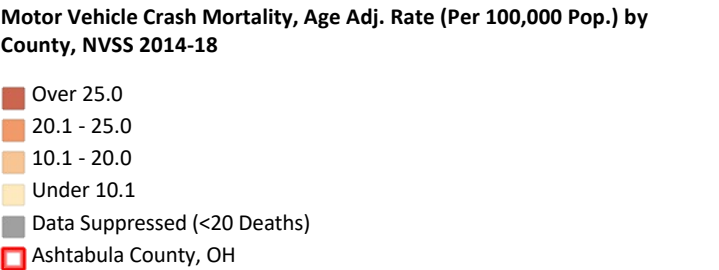 Motor Vehicle Crash Mortality, Age Adj. Rate (Per 100,000 Pop.) by
County, NVSS 2014-18
Over 25.0
20.1 - 25.0
10.1 - 20.0
Under 10.1
Data Suppressed (<20 Deaths)
Ashtabula County, OH